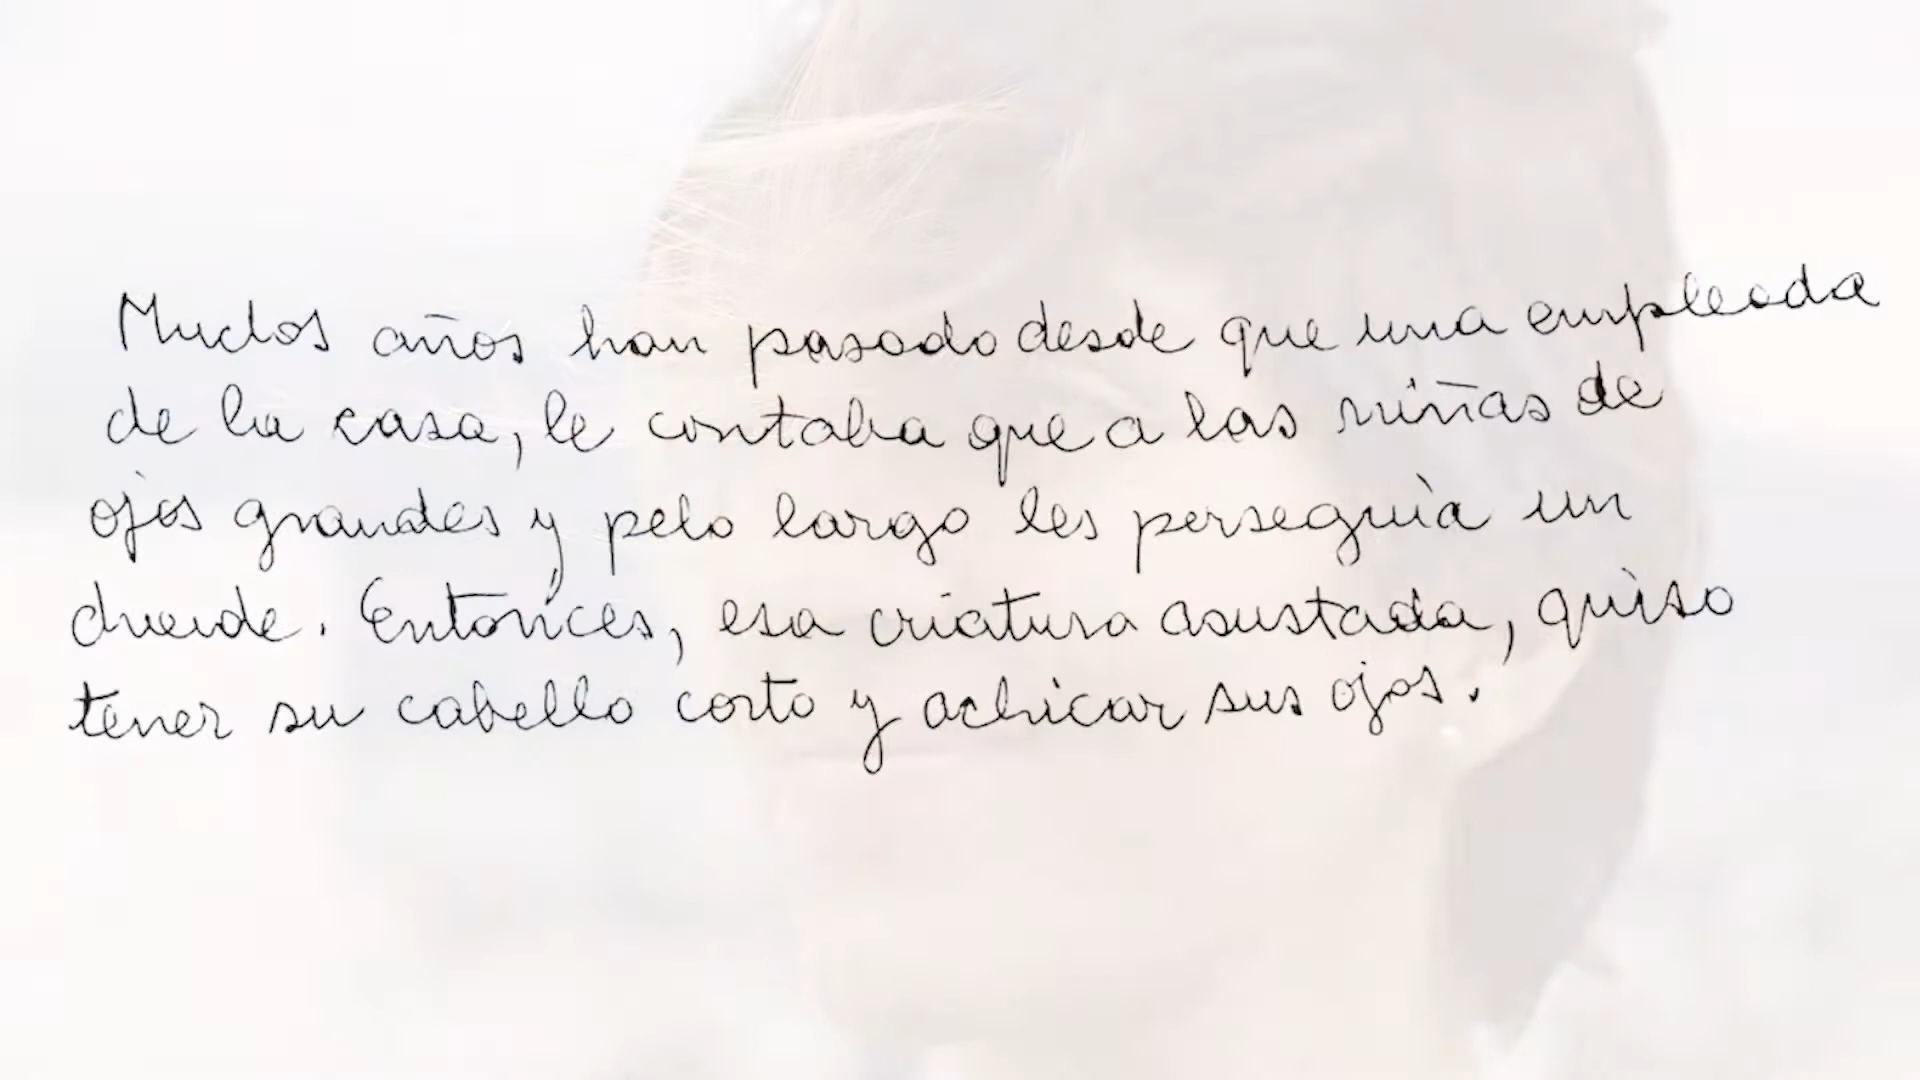 Muchos años han pasado desde que una empleada
de la casa, le contaba que a las niñas de
ojos grandes y pelo largo les perseguìa un
duende. Entonces, esa criatura asustada, quiso
tener su cabello corto y achicar sus ojos.